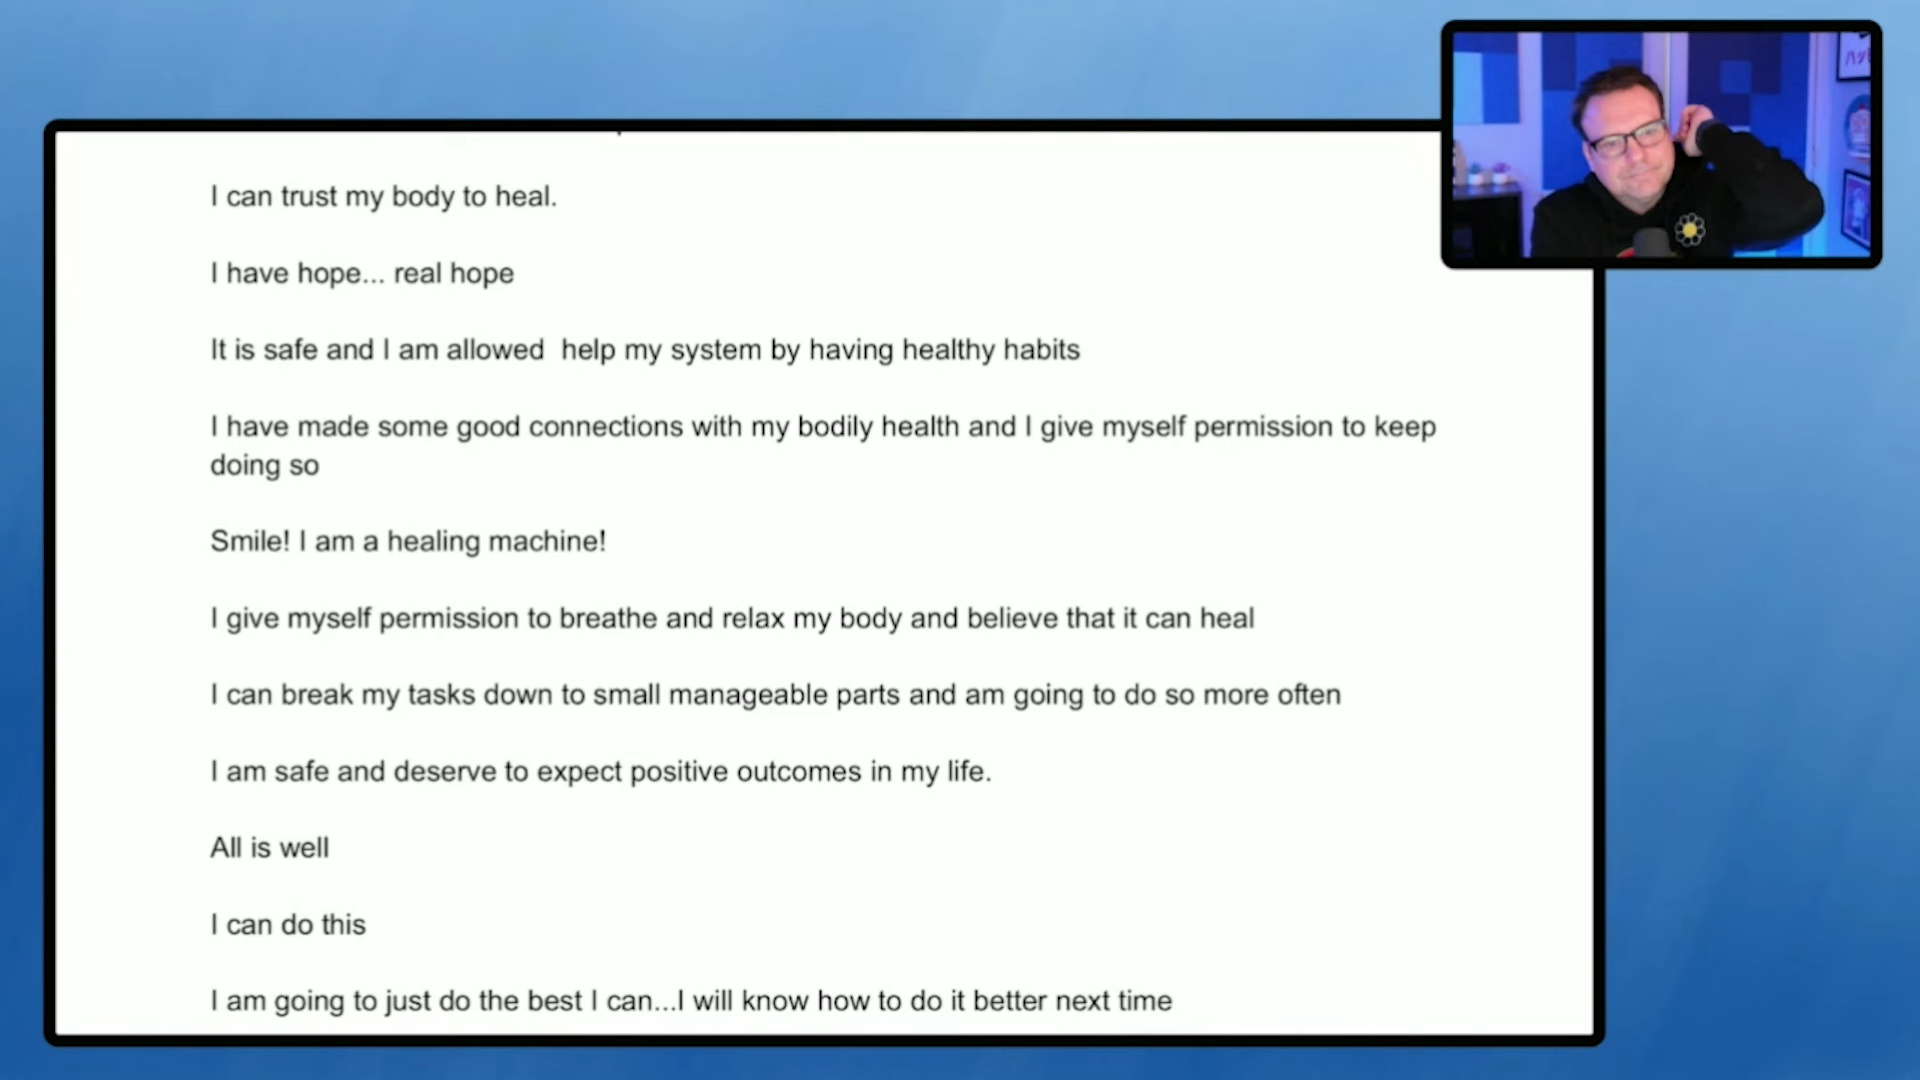 I can trust my body to heal.
I have hope... real hope
It is safe and I am allowed  help my system by having healthy habits
I have made some good connections with my bodily health and I give myself permission to keep
doing so
Smile! I am a healing machine!
I give myself permission to breathe and relax my body and believe that it can heal
I can break my tasks down to small manageable parts and am going to do so more often
I am safe and deserve to expect positive outcomes in my life.
All is well
I can do this
I am going to just do the best I can...I will know how to do it better next time